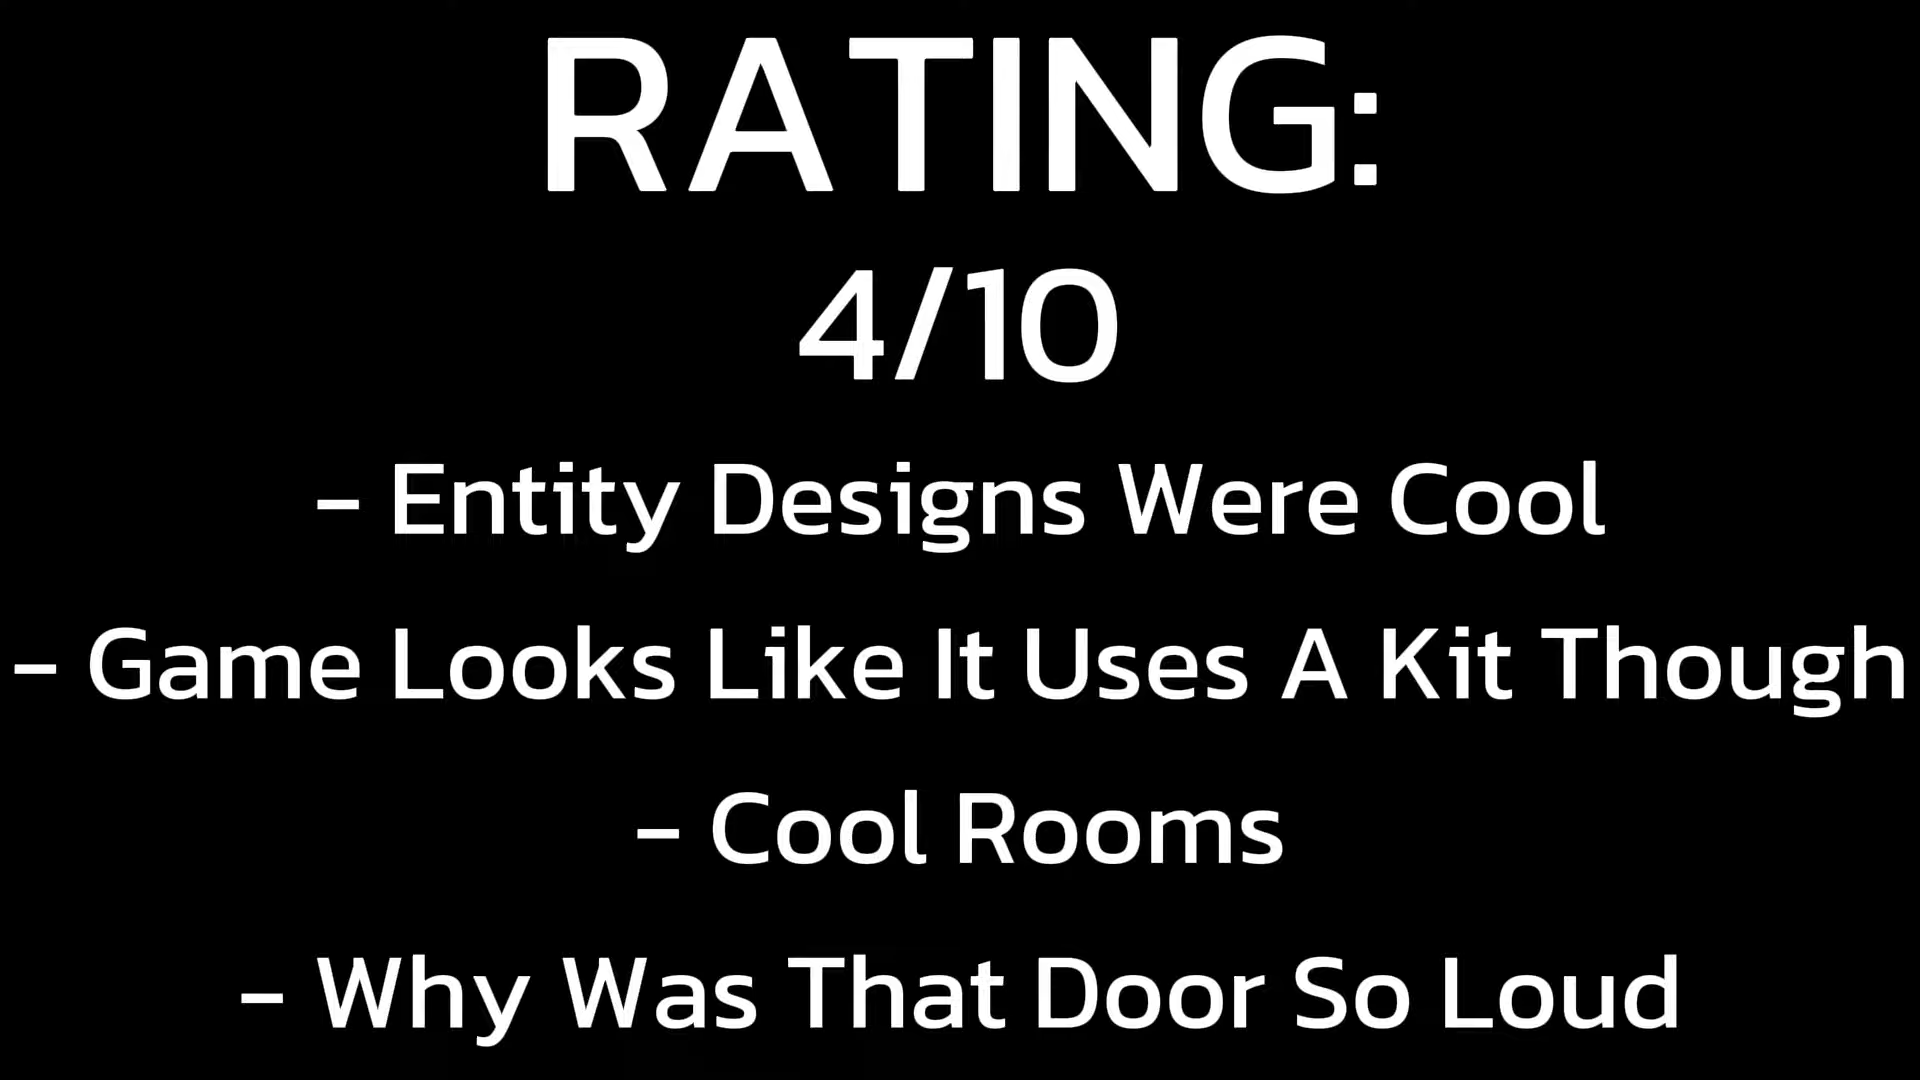 RATING:
4/10
- Entity Designs Were Cool
- Game Looks Like It Uses A Kit Though
- Cool Rooms
- Why Was That Door So Loud